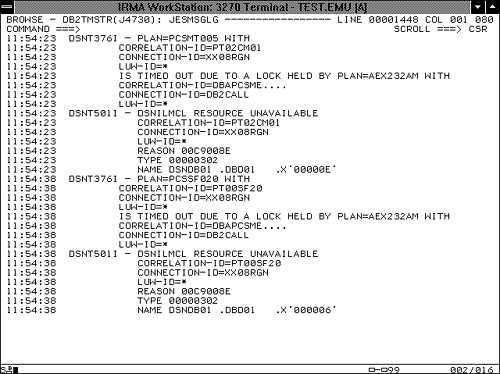 IRMA WorkStation: 3270 Terminal - TEST.EMU [A]
BROWSE - DB2TMSTR(J4730): JESMSGLG ----------------- LINE 00001448 COL 001 080
COMMAND ===> SCROLL ===> CSR
11:54:23 DSNT376I - PLAN=PCSMT005 WITH
11:54:23 CORRELATION-ID=PT02CM01
11:54:23 CONNECTION-ID=XX08RGN
11:54:23 LUW-ID=*
11:54:23 IS TIMED OUT DUE TO A LOCK HELD BY PLAN=AEX232AM WITH
11:54:23 CORRELATION-ID=DBAPCSME....
11:54:23 CONNECTION-ID=DB2CALL
11:54:23 LUW-ID=*
11:54:23 DSNT501I - DSNILMCL RESOURCE UNAVAILABLE
11:54:23 CORRELATION-ID=PT02CM01
11:54:23 CONNECTION-ID=XX08RGN
11:54:23 LUW-ID=*
11:54:23 REASON 00C9008E
11:54:23 TYPE 00000302
11:54:23 NAME DSNDB01 .DBD01 .X'00000E'
11:54:38 DSNT376I - PLAN=PCSSF020 WITH
11:54:38 CORRELATION-ID=PT00SF20
11:54:38 CONNECTION-ID=XX08RGN
11:54:38 LUW-ID=*
11:54:38 IS TIMED OUT DUE TO A LOCK HELD BY PLAN=AEX232AM WITH
11:54:38 CORRELATION-ID=DBAPCSME....
11:54:38 CONNECTION-ID=DB2CALL
11:54:38 LUW-ID=*
11:54:38 DSNT501I - DSNILMCL RESOURCE UNAVAILABLE
11:54:38 CORRELATION-ID=PT00SF20
11:54:38 CONNECTION-ID=XX08RGN
11:54:38 LUW-ID=*
11:54:38 REASON 00C9008E
11:54:38 TYPE 00000302
11:54:38 NAME DSNDB01 .DBD01 .X'000006'
99 002/016